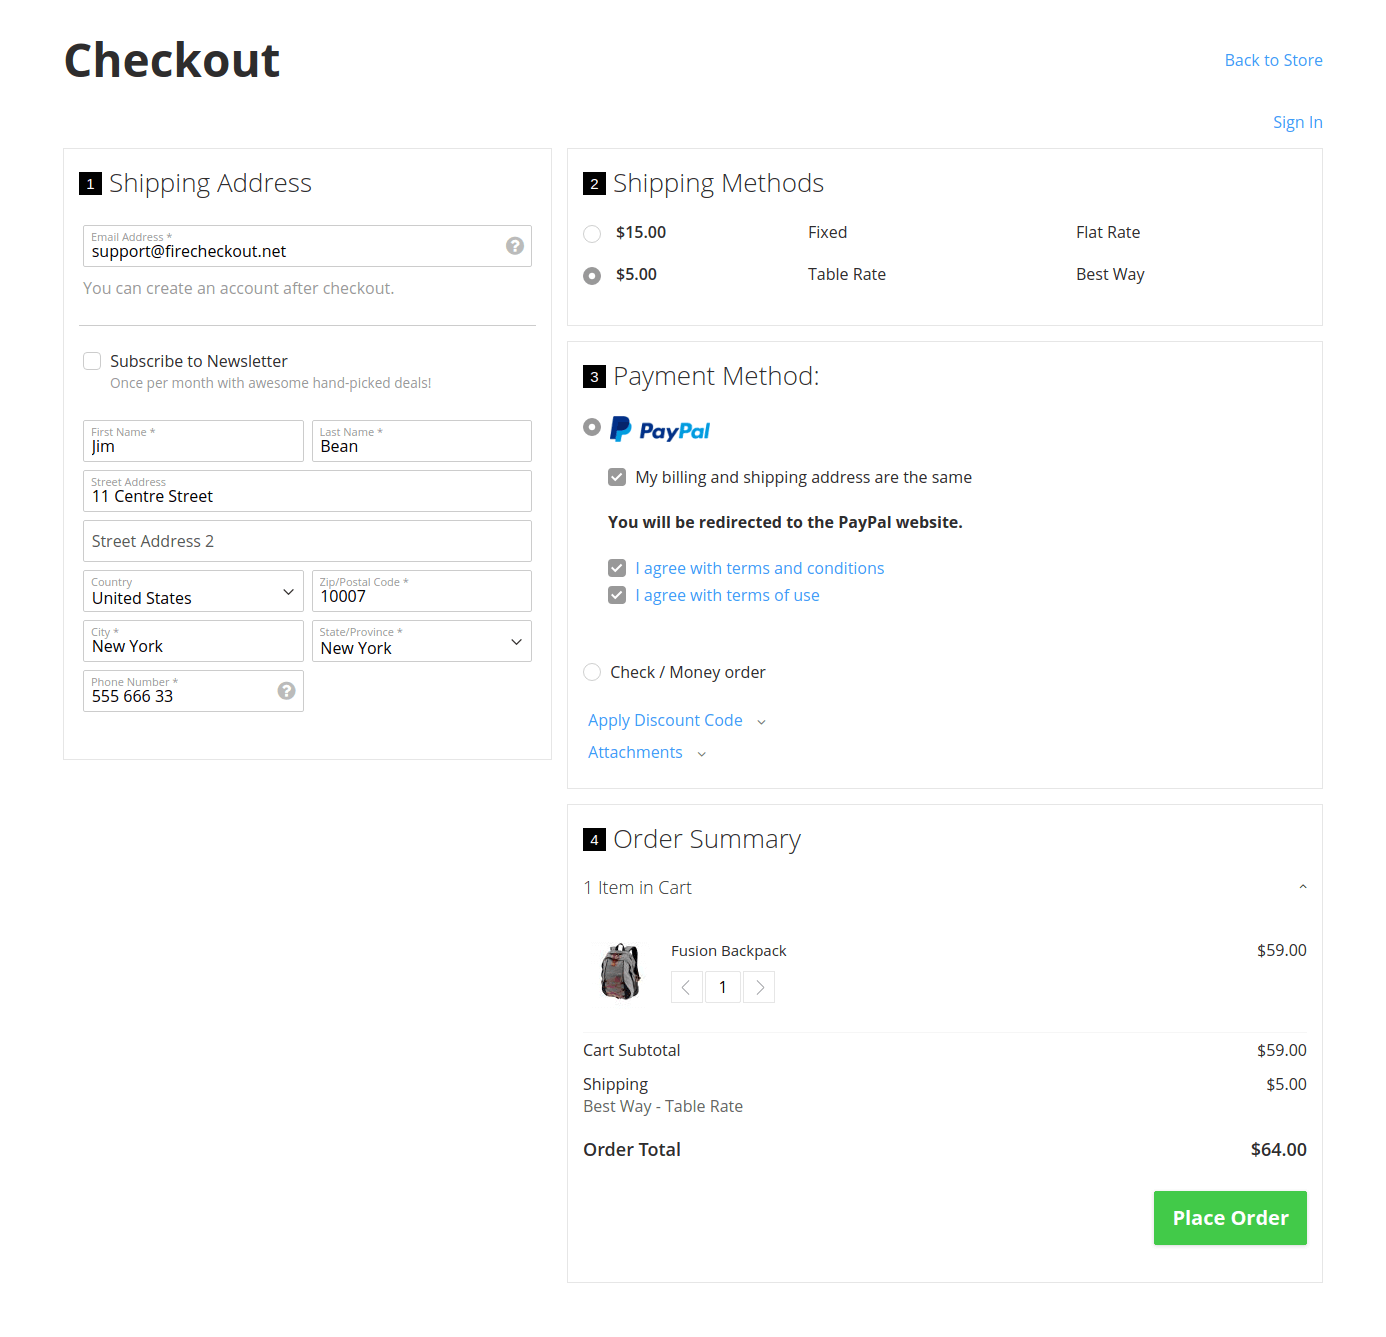 Checkout
Back to Store
Sign In
1 Shipping Address
Email Address *
support@firecheckout.net
?
You can create an account after checkout.
Subscribe to Newsletter
Once per month with awesome hand-picked deals!
First Name *
Jim
Last Name *
Bean
Street Address
11 Centre Street
Street Address 2
Country
United States
Zip/Postal Code *
10007
City *
New York
State/Province *
New York
Phone Number *
555 666 33
?
2 Shipping Methods
$15.00 Fixed Flat Rate
$5.00 Table Rate Best Way
3 Payment Method:
PayPal
My billing and shipping address are the same
You will be redirected to the PayPal website.
I agree with terms and conditions
I agree with terms of use
Check / Money order
Apply Discount Code
Attachments
4 Order Summary
1 Item in Cart
Fusion Backpack $59.00
1
Cart Subtotal $59.00
Shipping $5.00
Best Way - Table Rate
Order Total $64.00
Place Order